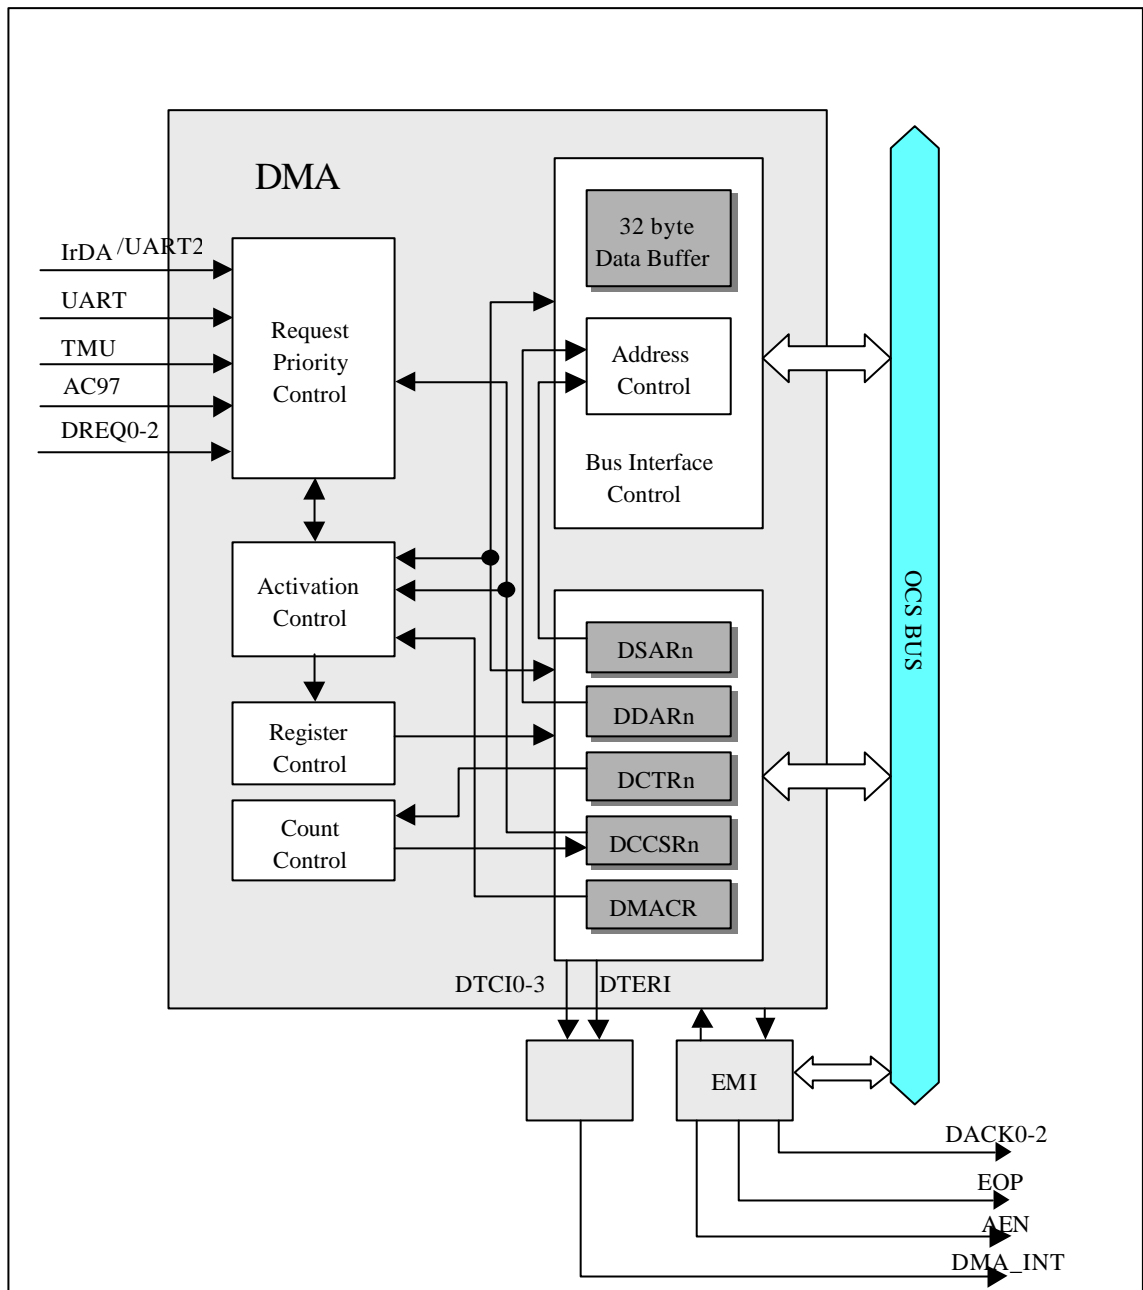 DMA
32 byte
Data Buffer
IrDA /UART2
UART
TMU
AC97
DREQ0-2
Request
Priority
Control
Address
Control
Bus Interface
Control
Activation
Control
OCS BUS
DSARn
DDARn
Register
Control
DCTRn
Count
Control
DCCSRn
DMACR
DTCI0-3
DTERI
EMI
DACK0-2
EOP
AEN
DMA_INT